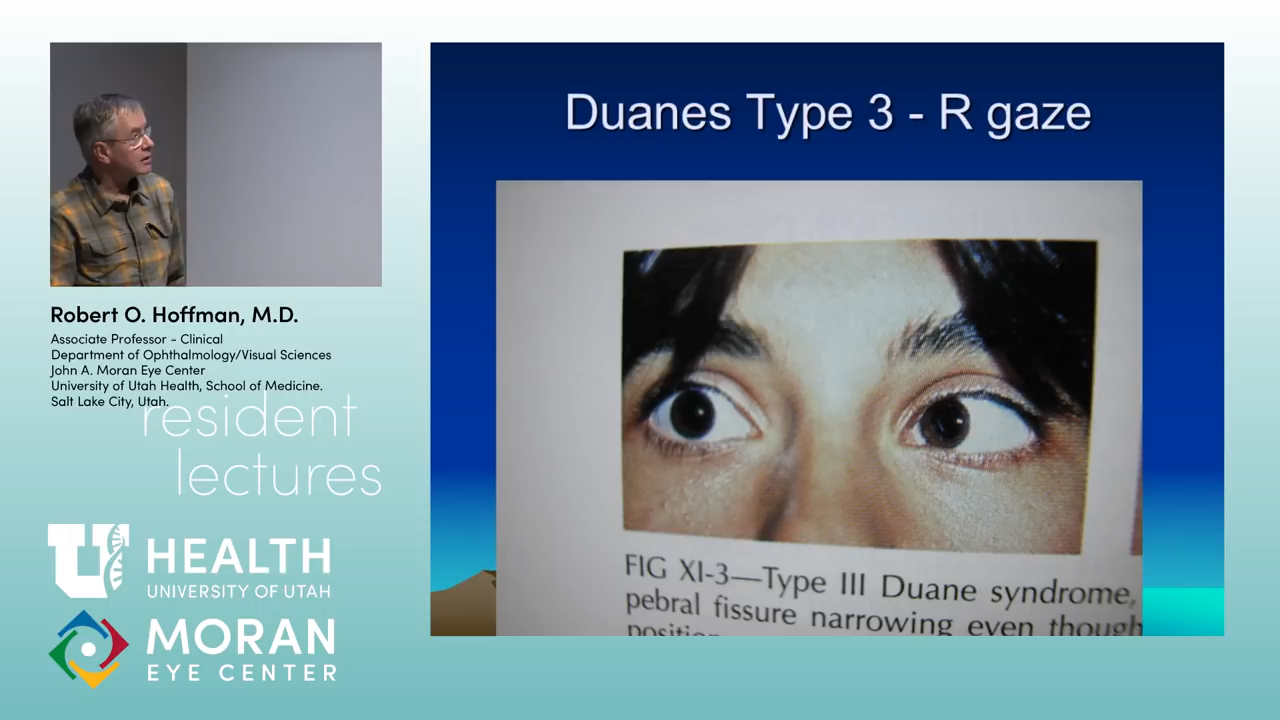 Duanes Type 3 - R gaze
FIG XI-3—Type III Duane syndrome,
pebral fissure narrowing even though
Robert O. Hoffman, M.D.
Associate Professor - Clinical
Department of Ophthalmology/Visual Sciences
John A. Moran Eye Center
University of Utah Health, School of Medicine.
Salt Lake City, Utah.
resident
lectures
U HEALTH
UNIVERSITY OF UTAH
MORAN
EYE CENTER